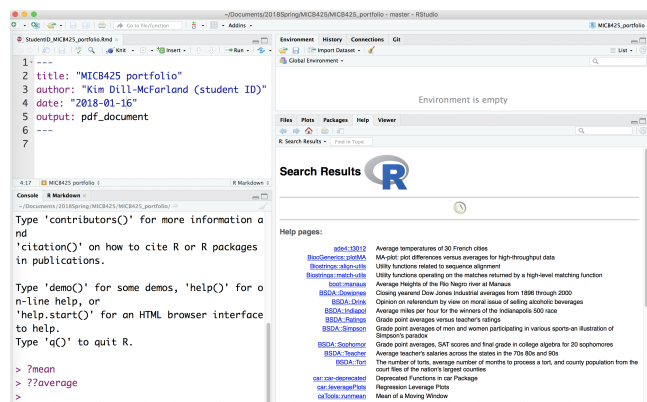 ~/Documents/2018Spring/MICB425/MICB425_portfolio - master - RStudio
Go to file/function
Addins
MICB425_portfolio
StudentID_MICB425_portfolio.Rmd
Knit
Insert
Run
1 ---
2 title: "MICB425 portfolio"
3 author: "Kim Dill-McFarland (student ID)"
4 date: "2018-01-16"
5 output: pdf_document
6 ---
7
4:17 MICB425 portfolio R Markdown
Console R Markdown
~/Documents/2018Spring/MICB425/MICB425_portfolio/
Type 'contributors()' for more information a
nd
'citation()' on how to cite R or R packages
in publications.
Type 'demo()' for some demos, 'help()' for o
n-line help, or
'help.start()' for an HTML browser interface
to help.
Type 'q()' to quit R.
> ?mean
> ??average
>
Environment History Connections Git
Import Dataset
List
Global Environment
Environment is empty
Files Plots Packages Help Viewer
R: Search Results Find in Topic
Search Results R
Help pages:
ade4::t3012 Average temperatures of 30 French cities
BiocGenerics::plotMA MA-plot: plot differences versus averages for high-throughput data
Biostrings::align-utils Utility functions related to sequence alignment
Biostrings::match-utils Utility functions operating on the matches returned by a high-level matching function
boot::manaus Average Heights of the Rio Negro river at Manaus
BSDA::Dowjones Closing yearend Dow Jones Industrial averages from 1896 through 2000
BSDA::Drink Opinion on referendum by view on moral issue of selling alcoholic beverages
BSDA::Indiapol Average miles per hour for the winners of the Indianapolis 500 race
BSDA::Ratings Grade point averages versus teacher's ratings
BSDA::Simpson Grade point averages of men and women participating in various sports-an illustration of
Simpson's paradox
BSDA::Sophomor Grade point averages, SAT scores and final grade in college algebra for 20 sophomores
BSDA::Teacher Average teacher's salaries across the states in the 70s 80s and 90s
BSDA::Tort The number of torts, average number of months to process a tort, and county population from the
court files of the nation's largest counties
car::car-deprecated Deprecated Functions in car Package
car::leveragePlots Regression Leverage Plots
caTools::runmean Mean of a Moving Window